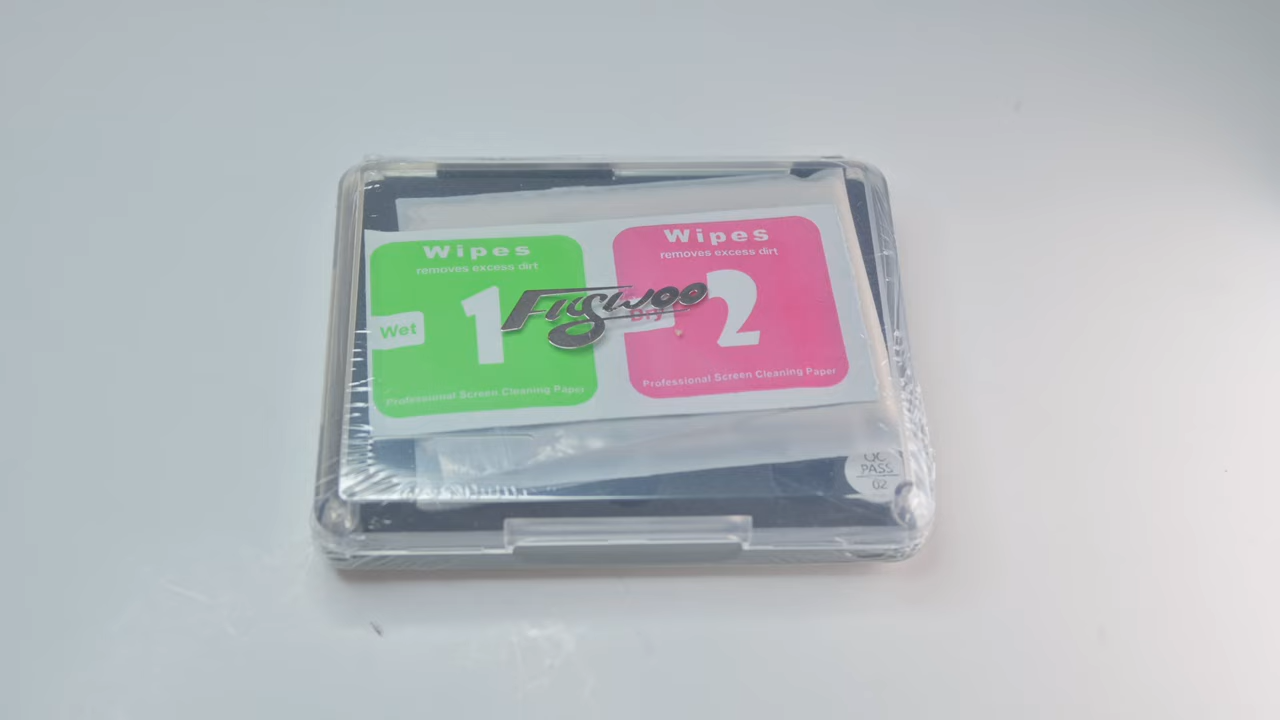 Wipes
removes excess dirt
Wet
1
Professional Screen Cleaning Paper
Wipes
removes excess dirt
Dry
2
Professional Screen Cleaning Paper
Fliswoo
QC
PASS
02